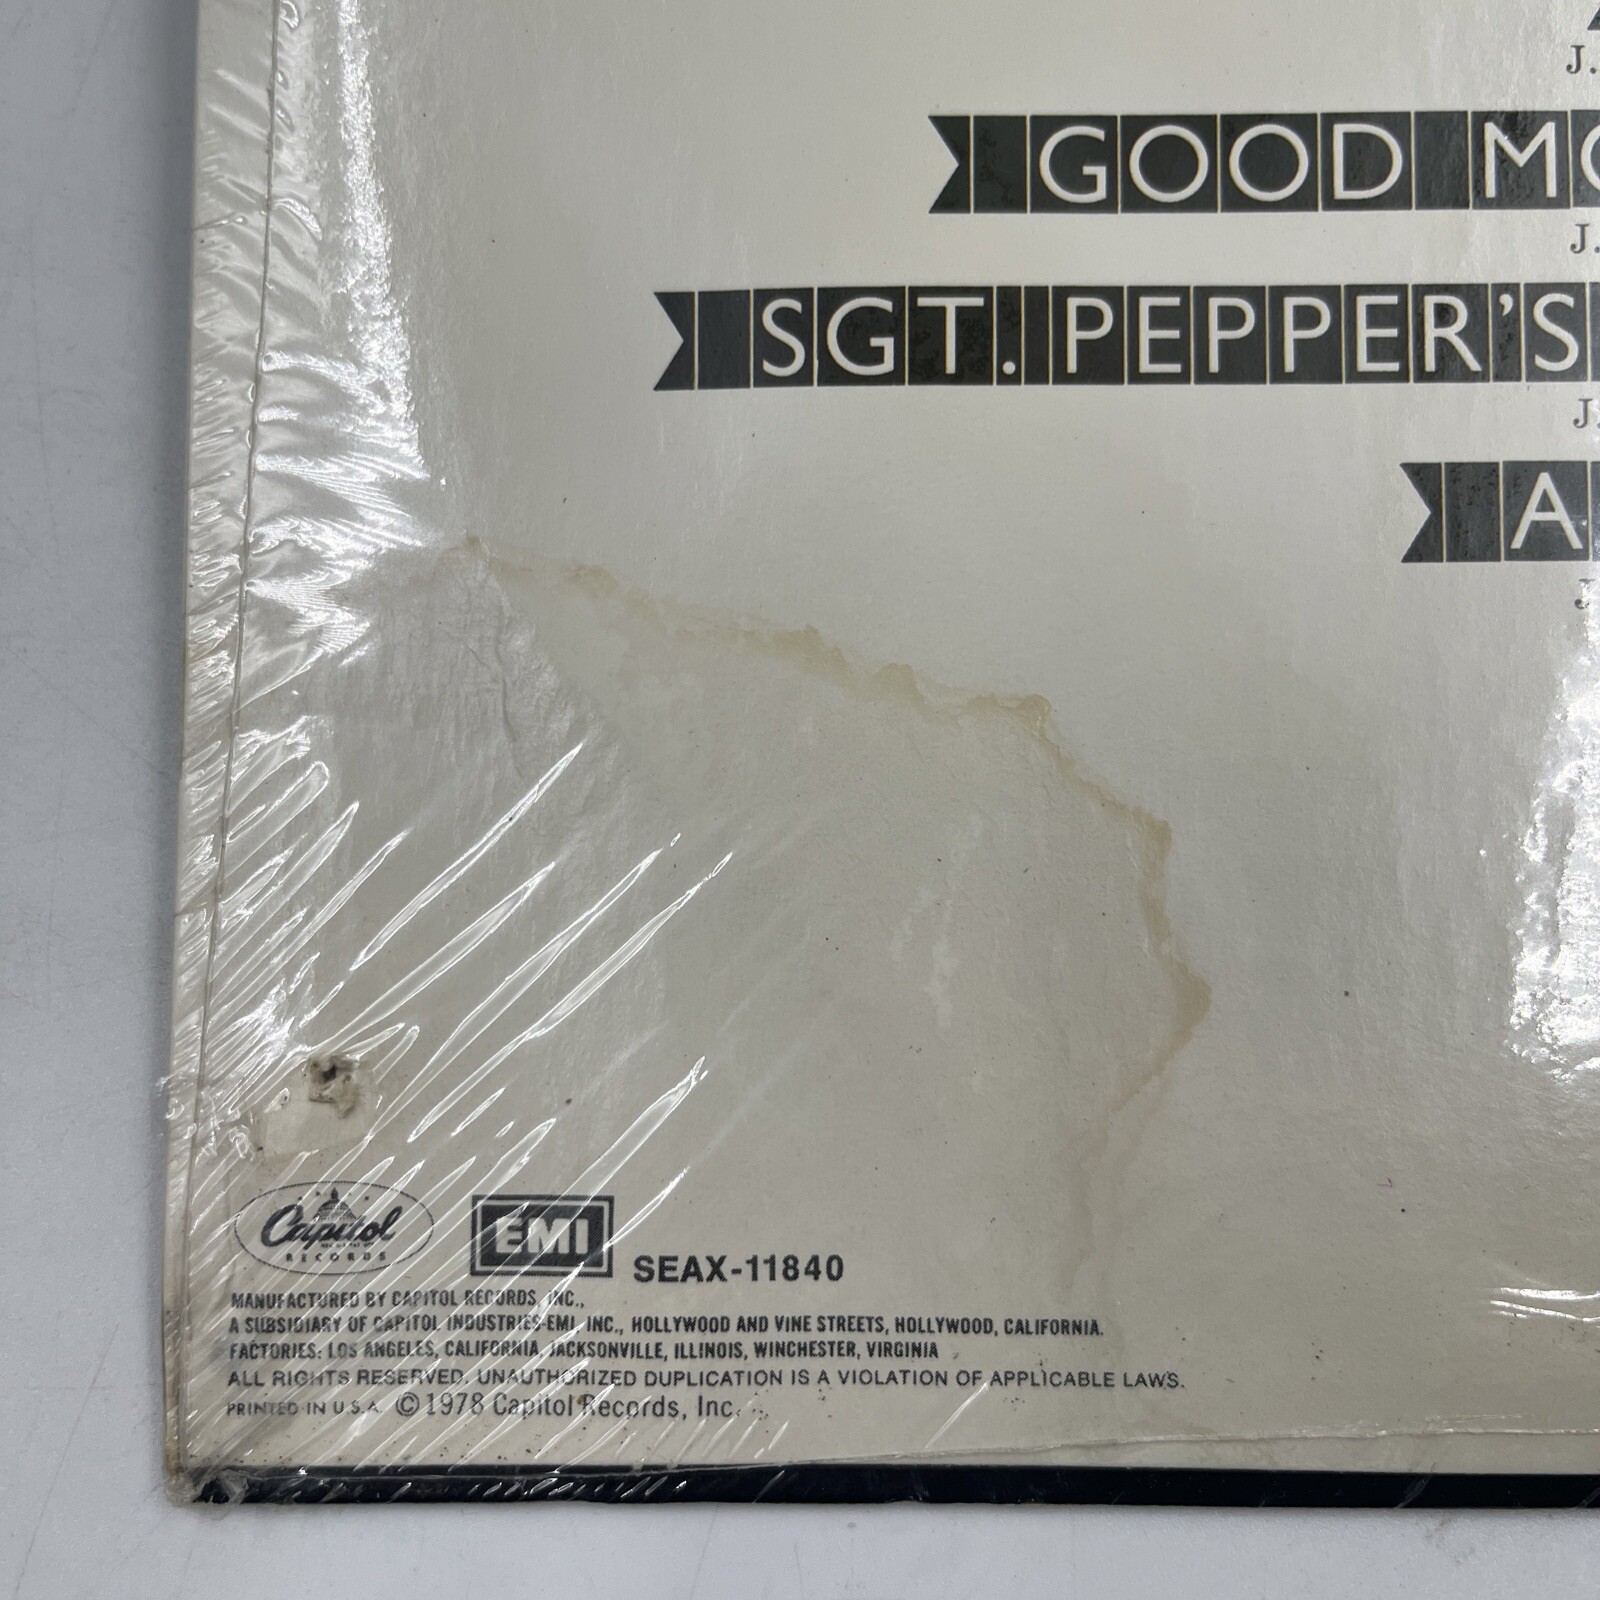 J.
GOOD MO
J.
SGT. PEPPER'S
J.
A
J
Capitol
RECORDS
EMI
SEAX-11840
MANUFACTURED BY CAPITOL RECORDS, INC.,
A SUBSIDIARY OF CAPITOL INDUSTRIES-EMI, INC., HOLLYWOOD AND VINE STREETS, HOLLYWOOD, CALIFORNIA.
FACTORIES: LOS ANGELES, CALIFORNIA, JACKSONVILLE, ILLINOIS, WINCHESTER, VIRGINIA
ALL RIGHTS RESERVED. UNAUTHORIZED DUPLICATION IS A VIOLATION OF APPLICABLE LAWS.
PRINTED IN U.S.A. ©1978 Capitol Records, Inc.